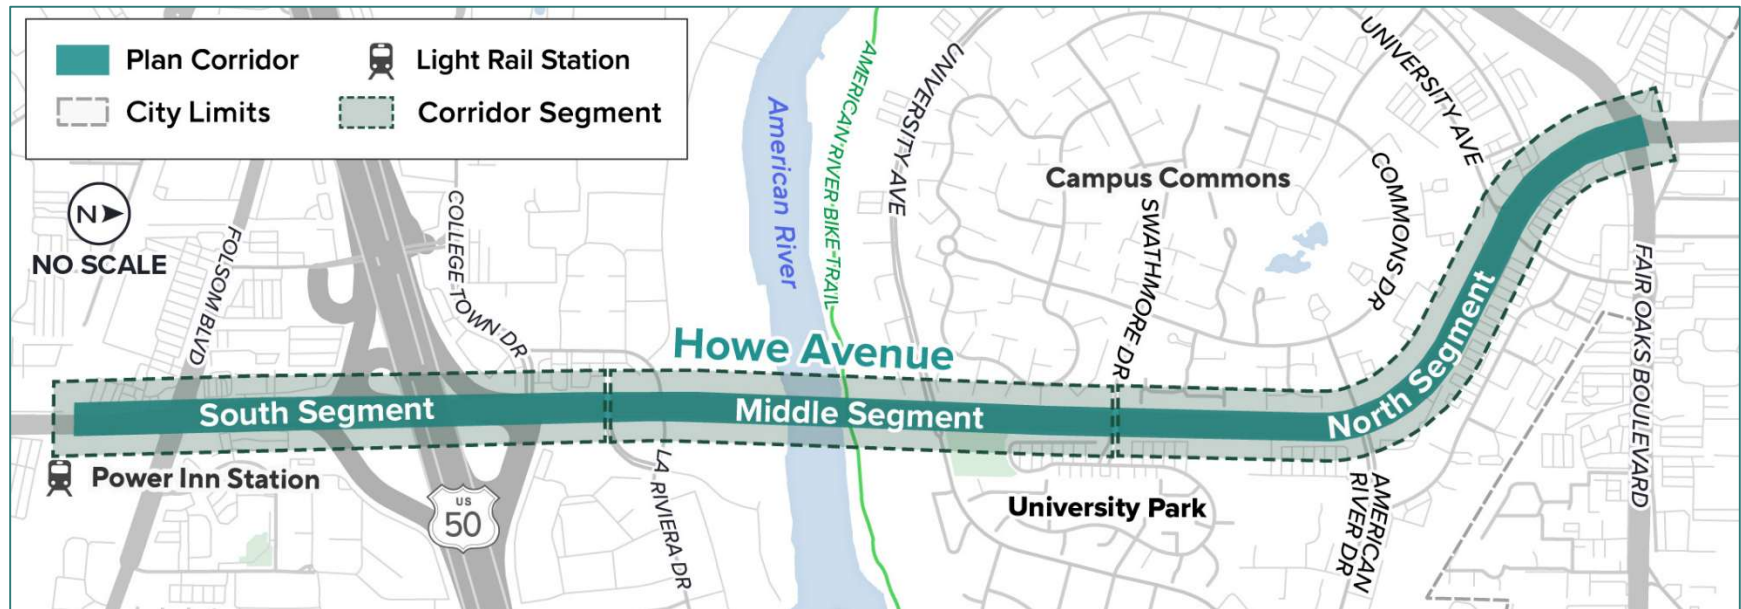 Plan Corridor
Light Rail Station
City Limits
Corridor Segment
N
NO SCALE
FOLSOM BLVD
COLLEGE TOWN DR
American River
AMERICAN RIVER BIKE TRAIL
UNIVERSITY AVE
Campus Commons
SWATHMORE DR
COMMONS DR
UNIVERSITY AVE
FAIR OAKS BOULEVARD
Howe Avenue
South Segment
Middle Segment
North Segment
Power Inn Station
US
50
LA RIVIERA DR
University Park
AMERICAN
RIVER DR